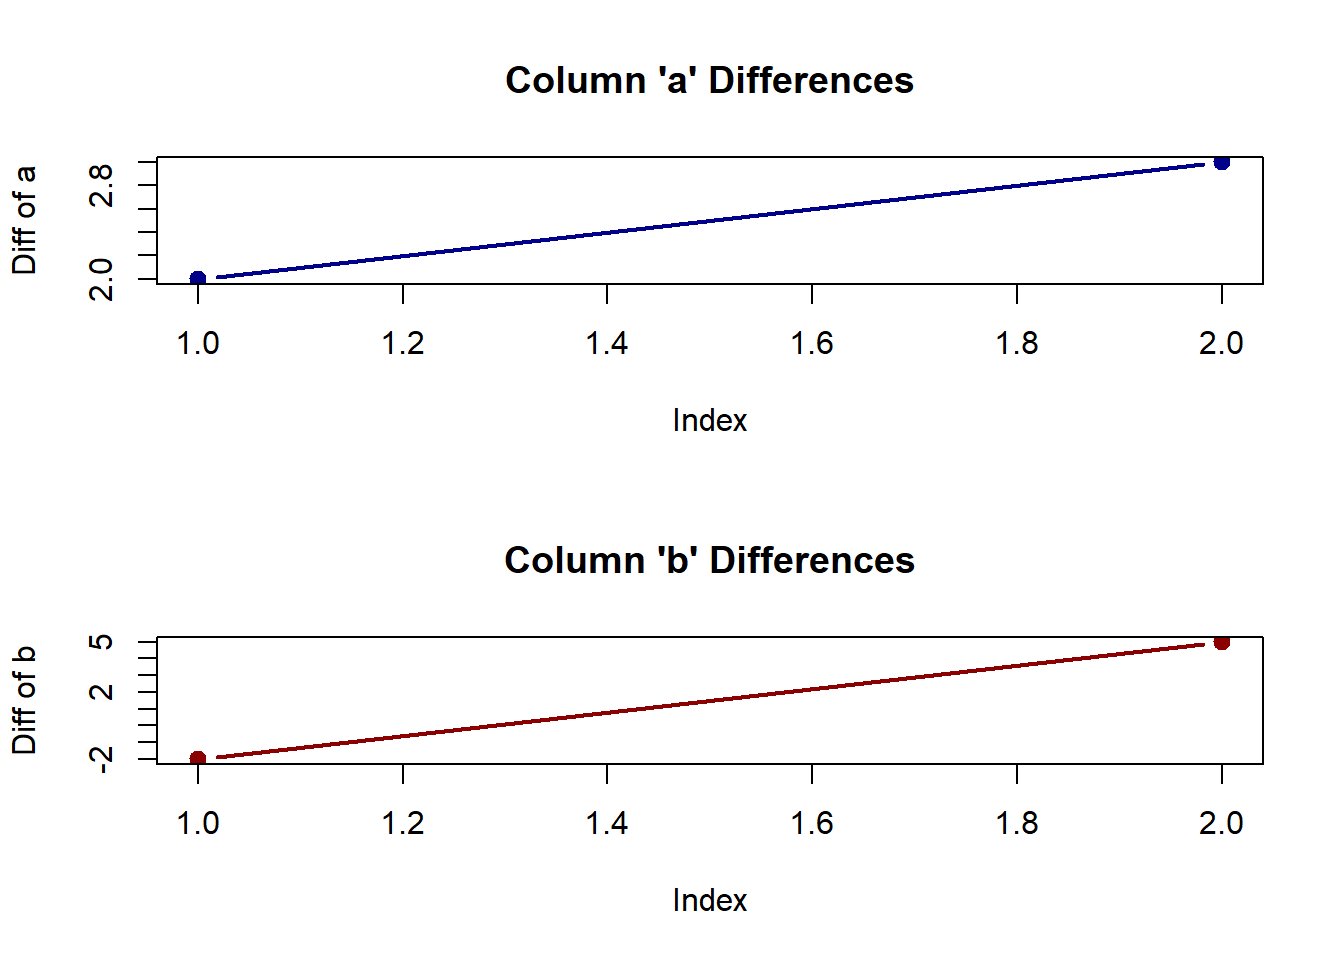 Column 'a' Differences
Diff of a
2.8
2.0
1.0 1.2 1.4 1.6 1.8 2.0
Index
Column 'b' Differences
Diff of b
5
2
-2
1.0 1.2 1.4 1.6 1.8 2.0
Index